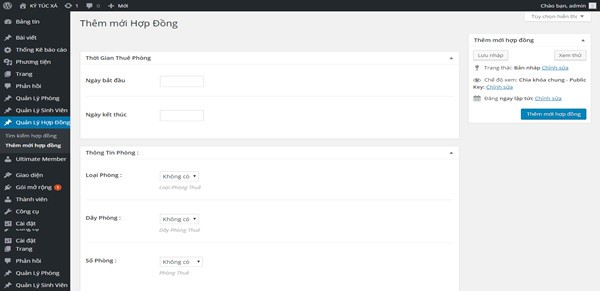 KÝ TÚC XÁ 1 0 Mới Chào bạn, admin
Bảng tin
Bài viết
Thống Kê báo cáo
Phương tiện
Trang
Phản hồi
Quản Lý Phòng
Quản Lý Sinh Viên
Quản Lý Hợp Đồng
Tìm kiếm hợp đồng
Thêm mới hợp đồng
Ultimate Member
Giao diện
Gói mở rộng 1
Thành viên
Công cụ
Cài đặt
Cài đặt
Trang
Phản hồi
Quản Lý Phòng
Quản Lý Sinh Viên
Tùy chọn hiển thị
Thêm mới Hợp Đồng
Thời Gian Thuê Phòng
Ngày bắt đầu
Ngày kết thúc
Thông Tin Phòng :
Loại Phòng : Không có
Loại Phòng Thuê
Dãy Phòng : Không có
Dãy Phòng Thuê
Số Phòng : Không có
Phòng Thuê
Thêm mới hợp đồng
Lưu nháp Xem thử
Trạng thái: Bản nháp Chỉnh sửa
Chế độ xem: Chìa khóa chung - Public
Key: Chỉnh sửa
Đăng ngay lập tức Chỉnh sửa
Thêm mới hợp đồng